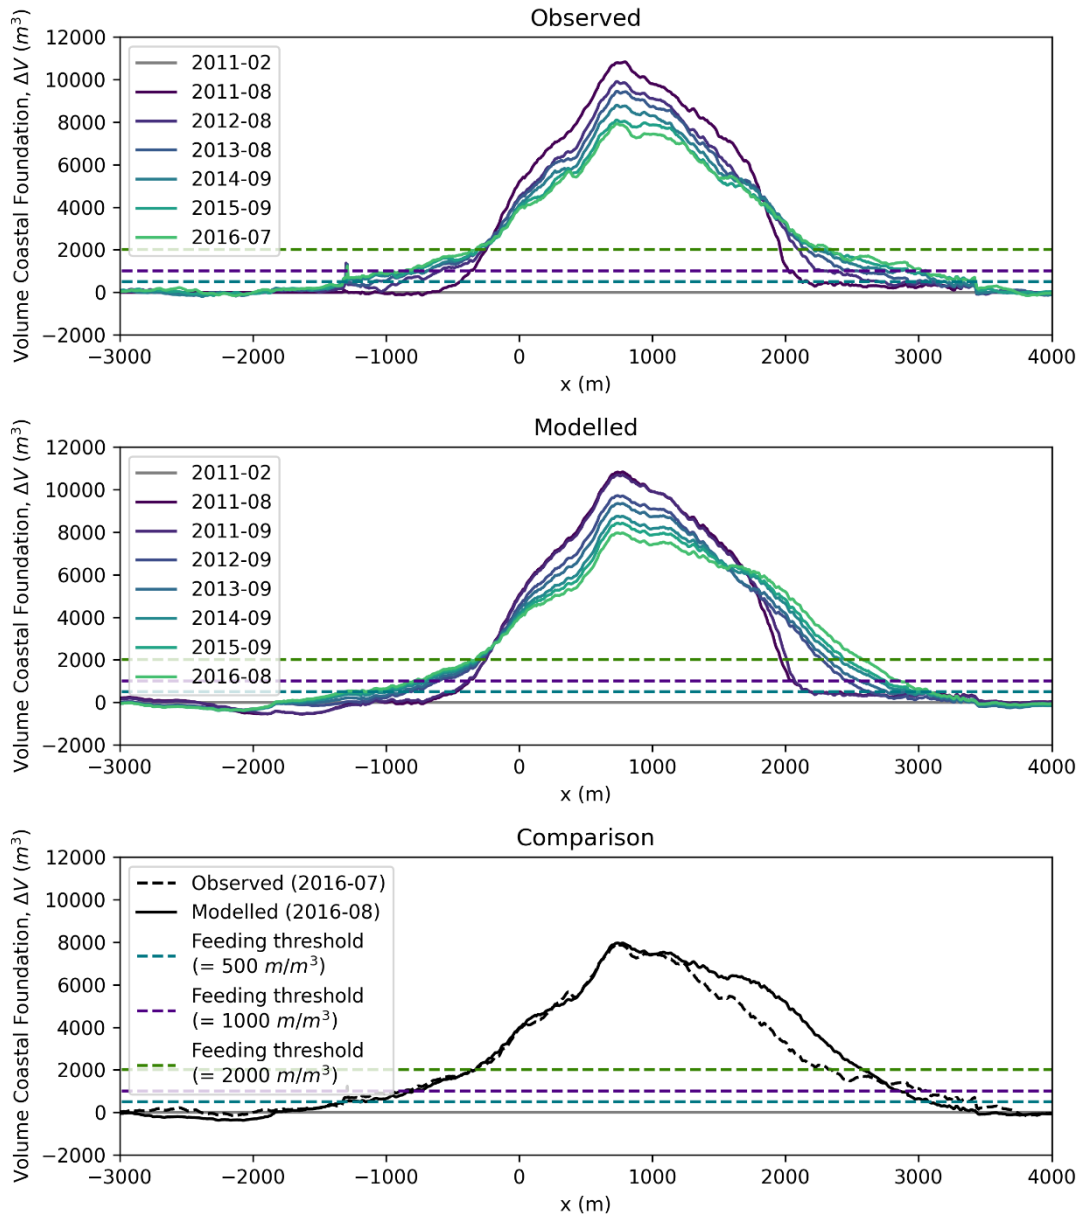 Observed
Volume Coastal Foundation, ΔV (m³)
12000
10000
8000
6000
4000
2000
0
−2000
2011-02
2011-08
2012-08
2013-08
2014-09
2015-09
2016-07
−3000 −2000 −1000 0 1000 2000 3000 4000
x (m)
Modelled
Volume Coastal Foundation, ΔV (m³)
12000
10000
8000
6000
4000
2000
0
−2000
2011-02
2011-08
2011-09
2012-09
2013-09
2014-09
2015-09
2016-08
−3000 −2000 −1000 0 1000 2000 3000 4000
x (m)
Comparison
Volume Coastal Foundation, ΔV (m³)
12000
10000
8000
6000
4000
2000
0
−2000
Observed (2016-07)
Modelled (2016-08)
Feeding threshold
(= 500 m/m³)
Feeding threshold
(= 1000 m/m³)
Feeding threshold
(= 2000 m/m³)
−3000 −2000 −1000 0 1000 2000 3000 4000
x (m)